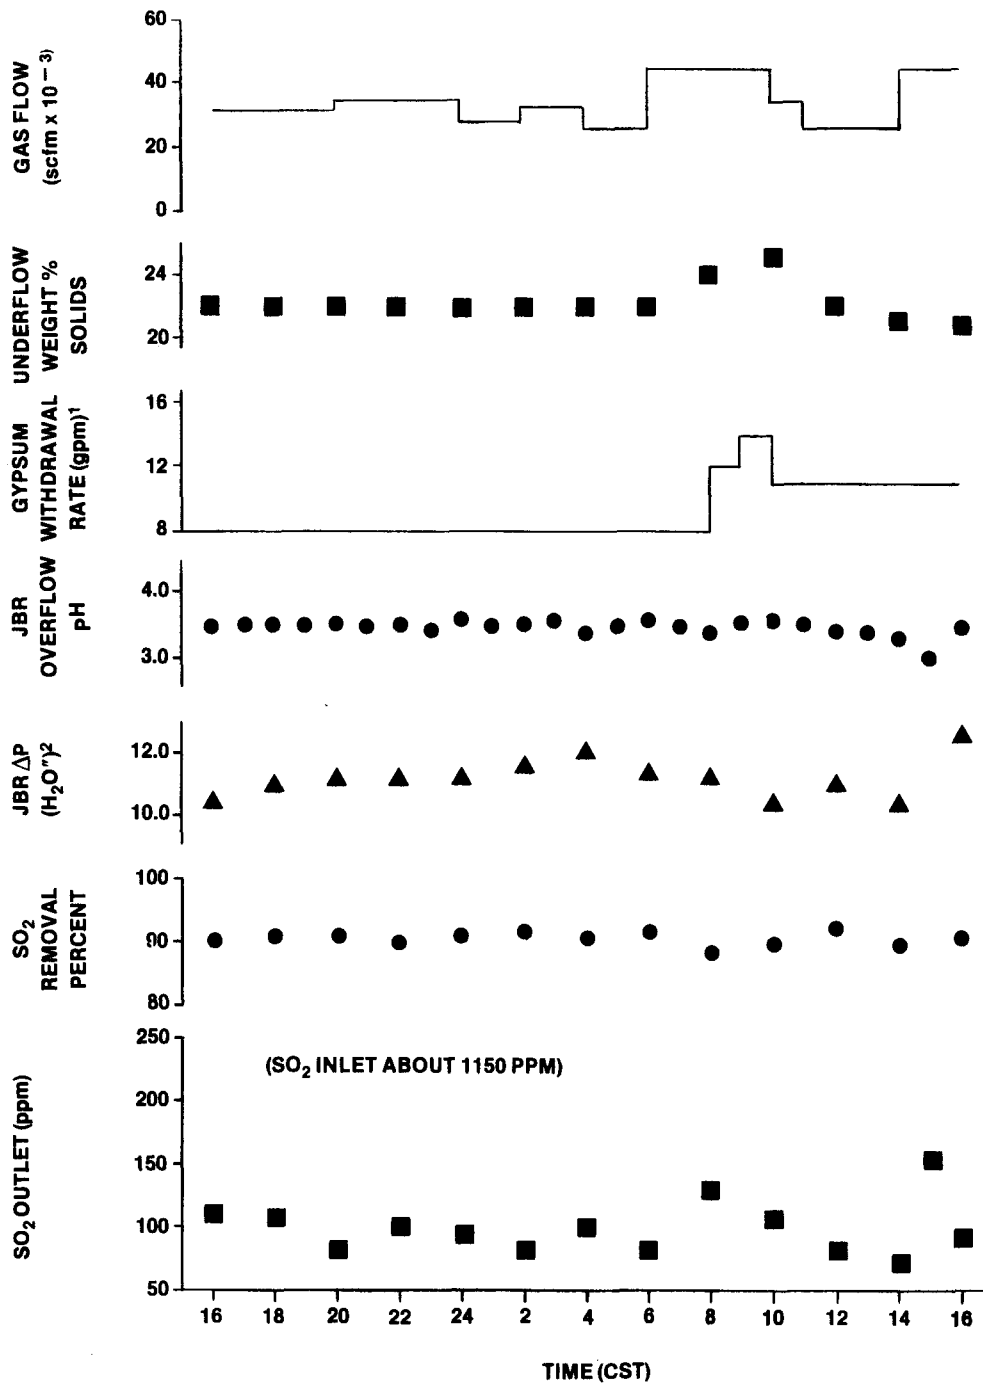 GAS FLOW
(scfm x 10⁻³)
60
40
20
0
UNDERFLOW
WEIGHT %
SOLIDS
24
20
GYPSUM
WITHDRAWAL
RATE (gpm)¹
16
12
8
JBR
OVERFLOW
pH
4.0
3.0
JBR ΔP
(H₂O")²
12.0
10.0
SO₂
REMOVAL
PERCENT
100
90
80
SO₂ OUTLET (ppm)
250
200
150
100
50
(SO₂ INLET ABOUT 1150 PPM)
16 18 20 22 24 2 4 6 8 10 12 14 16
TIME (CST)